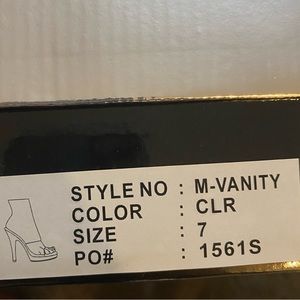 STYLE NO : M-VANITY
COLOR : CLR
SIZE : 7
PO# : 1561S